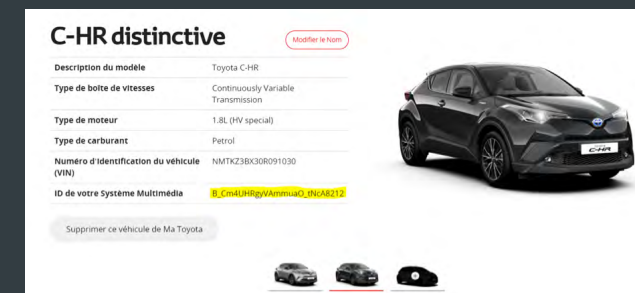 C-HR distinctive
Modifier le Nom
Description du modèle Toyota C-HR
Type de boîte de vitesses Continuously Variable
Transmission
Type de moteur 1.8L (HV special)
Type de carburant Petrol
Numéro d'Identification du véhicule NMTKZ3BX30R091030
(VIN)
ID de votre Système Multimédia B_Cm4UHRgyVAmmuaO_tNcA8212
C-HR
Supprimer ce véhicule de Ma Toyota